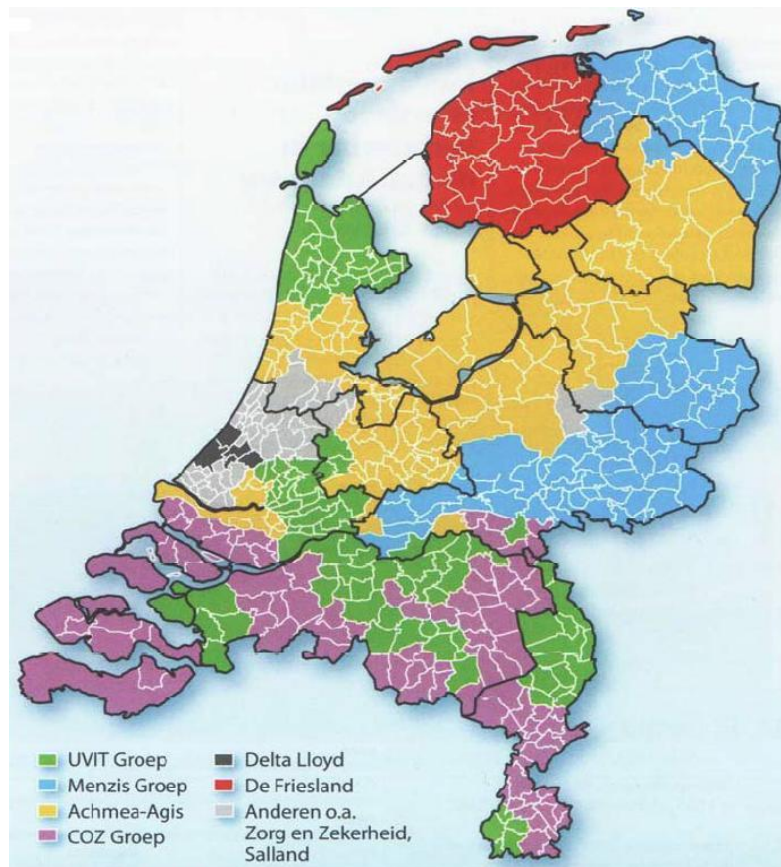 UVIT Groep
Menzis Groep
Achmea-Agis
COZ Groep
Delta Lloyd
De Friesland
Anderen o.a.
Zorg en Zekerheid,
Salland